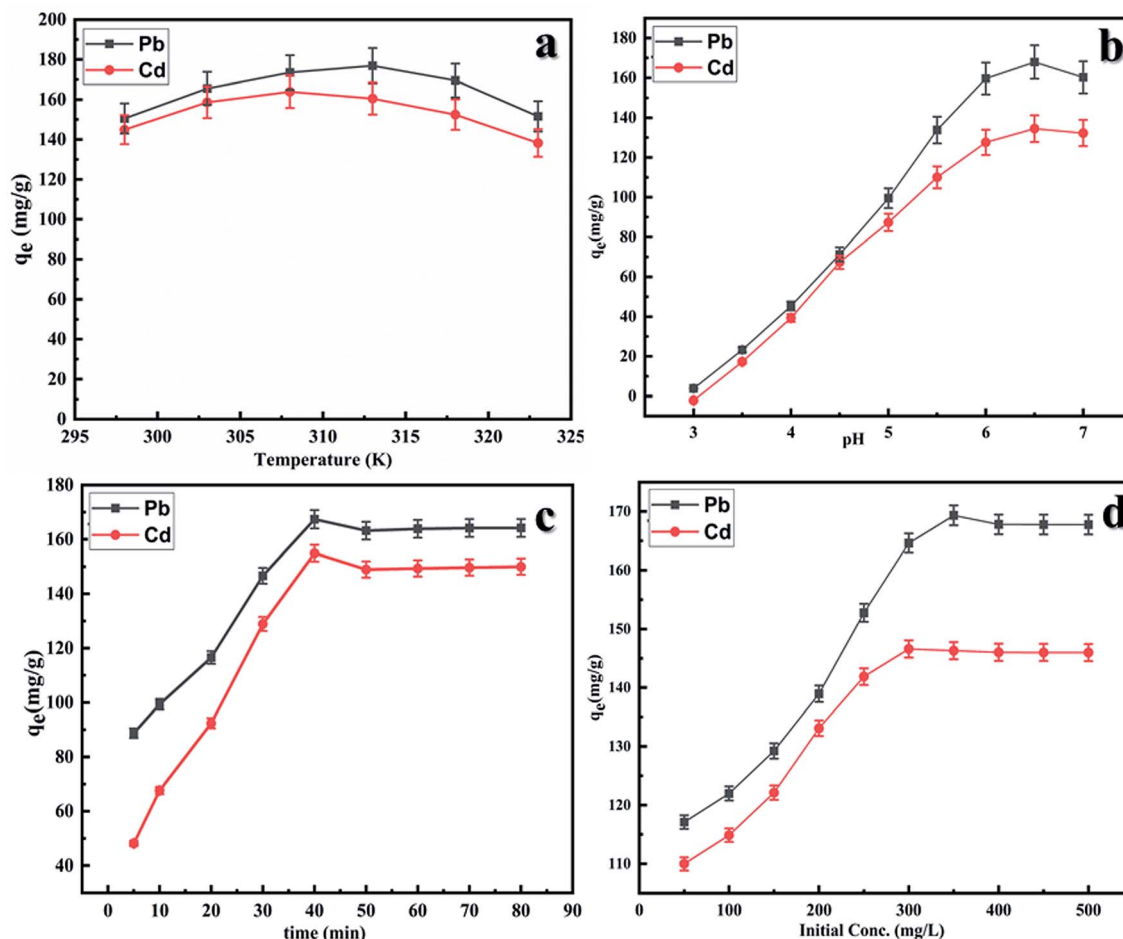 a
Pb
Cd
200
180
160
140
120
100
80
60
40
20
0
qe (mg/g)
295 300 305 310 315 320 325
Temperature (K)
b
Pb
Cd
180
160
140
120
100
80
60
40
20
0
qe(mg/g)
3 4 5 6 7
pH
c
Pb
Cd
180
160
140
120
100
80
60
40
qe(mg/g)
0 10 20 30 40 50 60 70 80 90
time (min)
d
Pb
Cd
170
160
150
140
130
120
110
qe(mg/g)
0 100 200 300 400 500
Initial Conc. (mg/L)